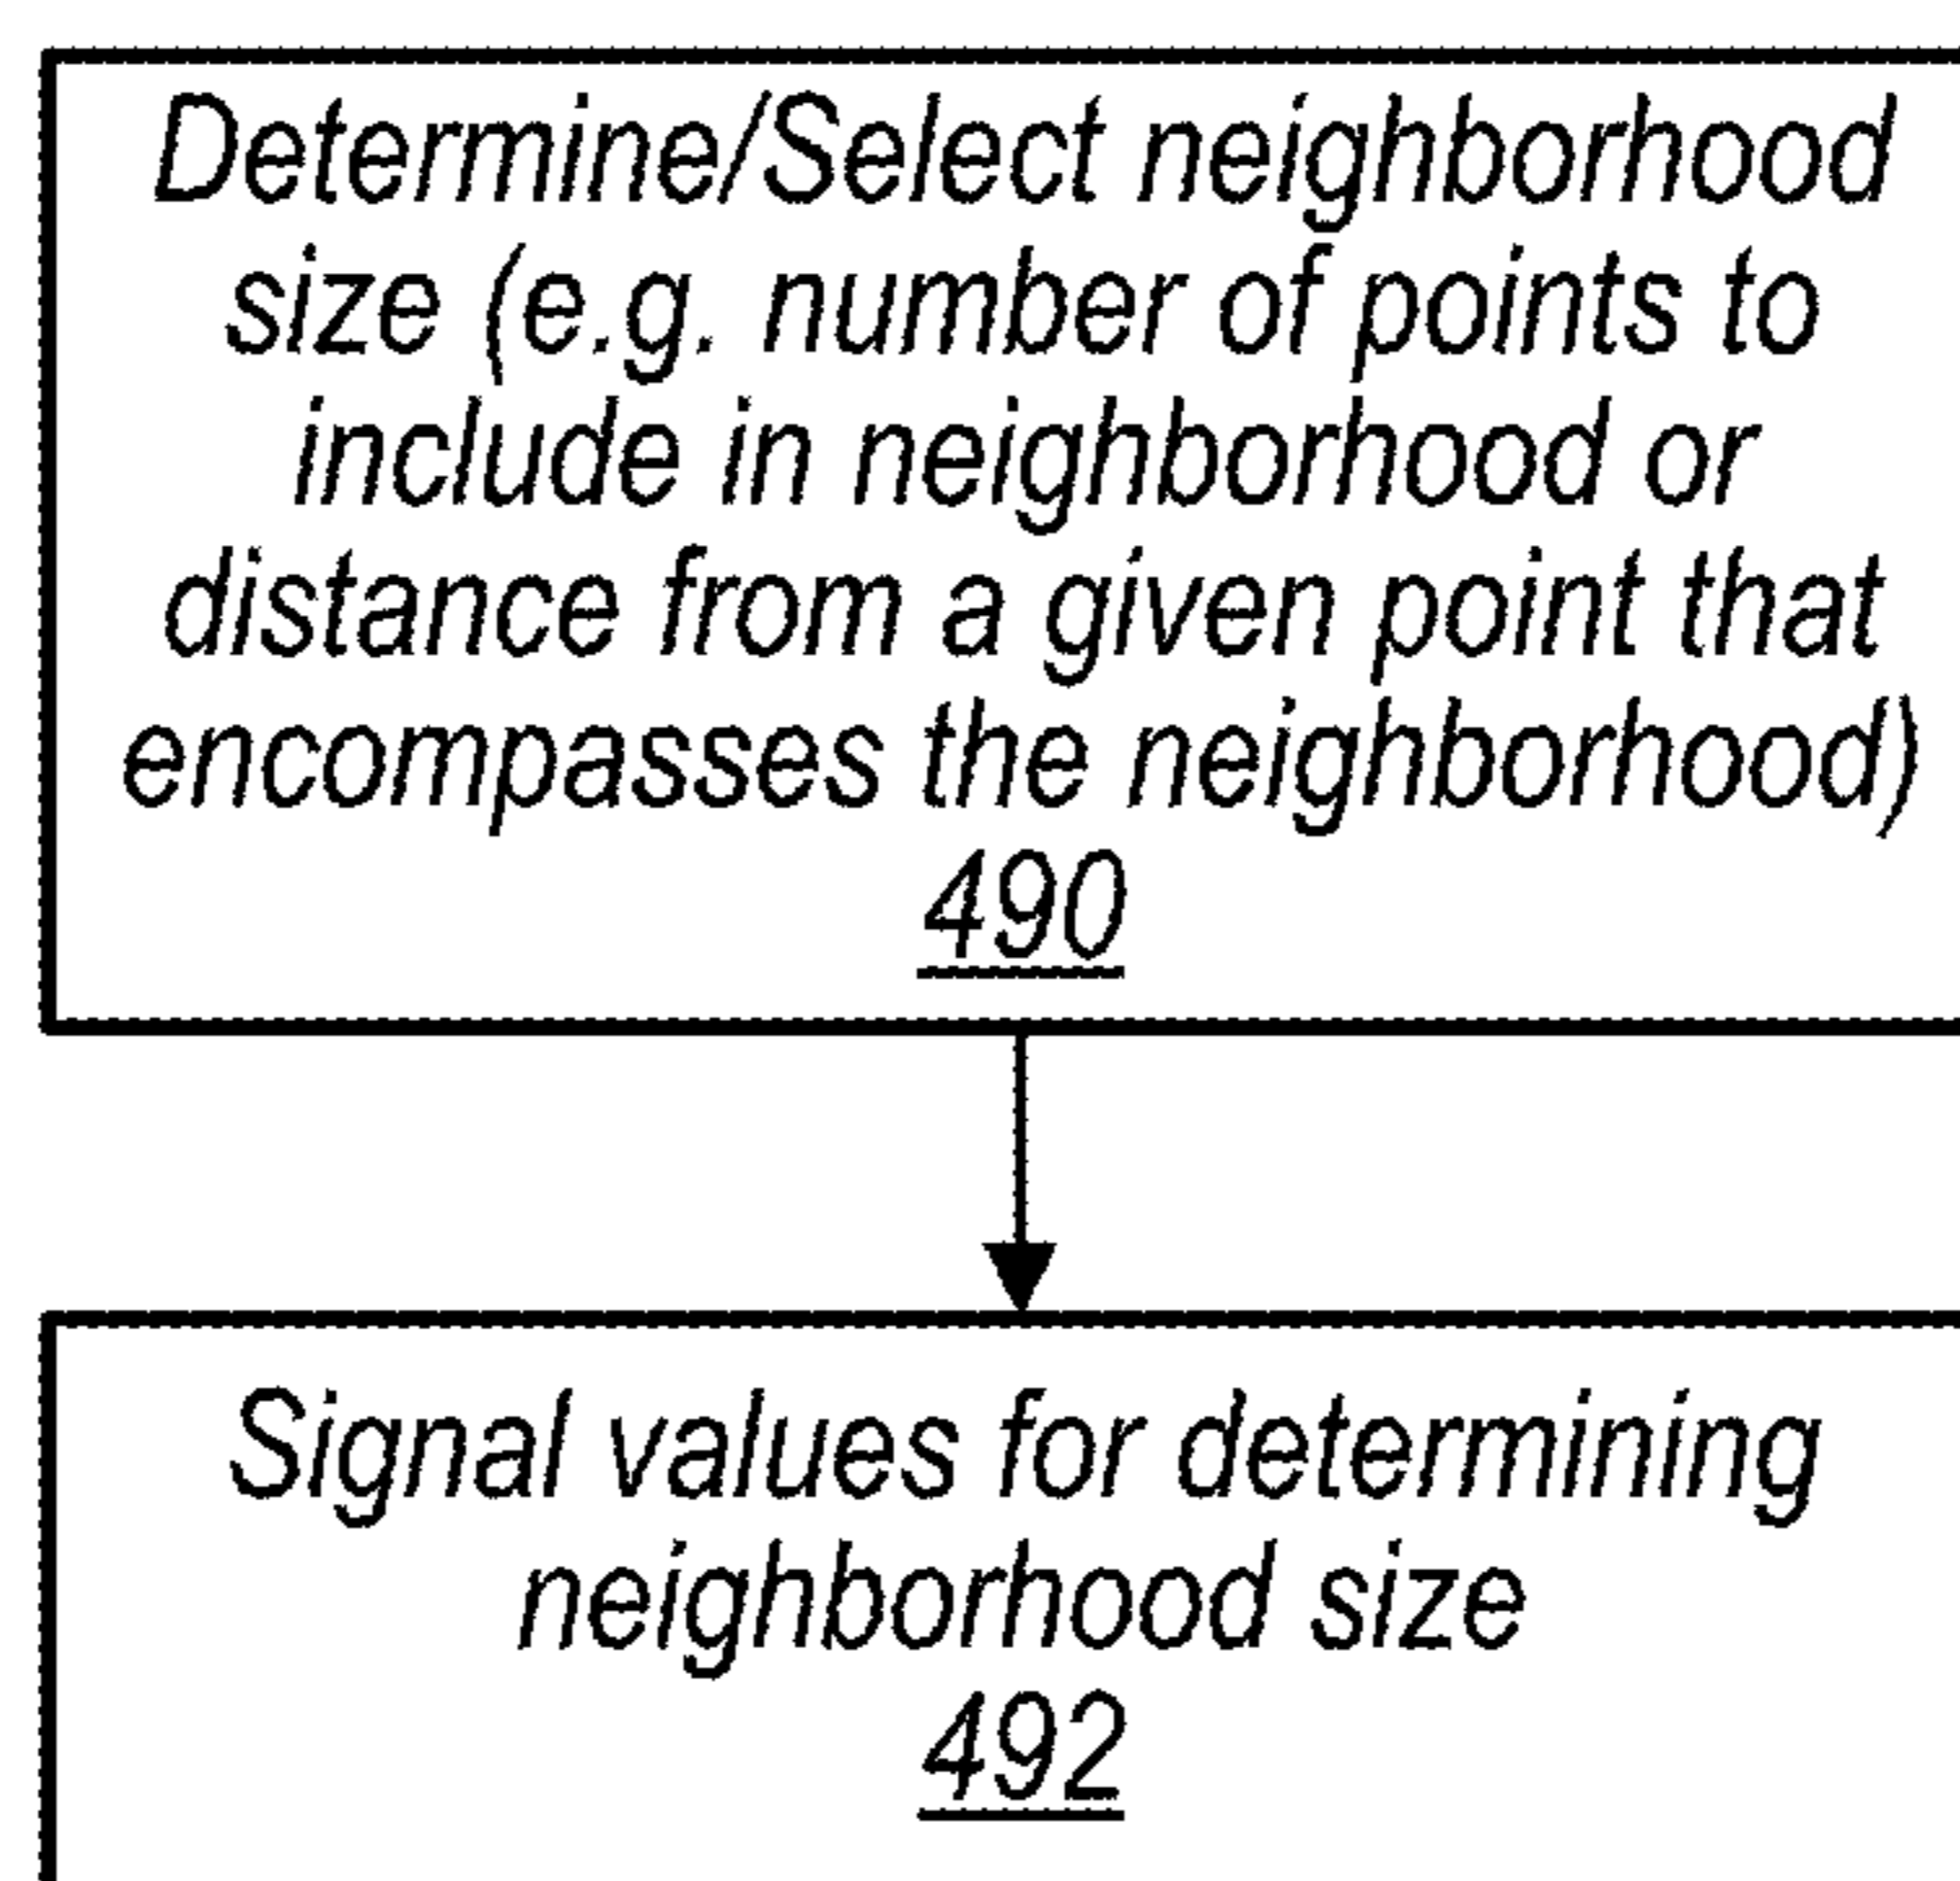 Determine/Select neighborhood
size (e.g. number of points to
include in neighborhood or
distance from a given point that
encompasses the neighborhood)
490
Signal values for determining
neighborhood size
492